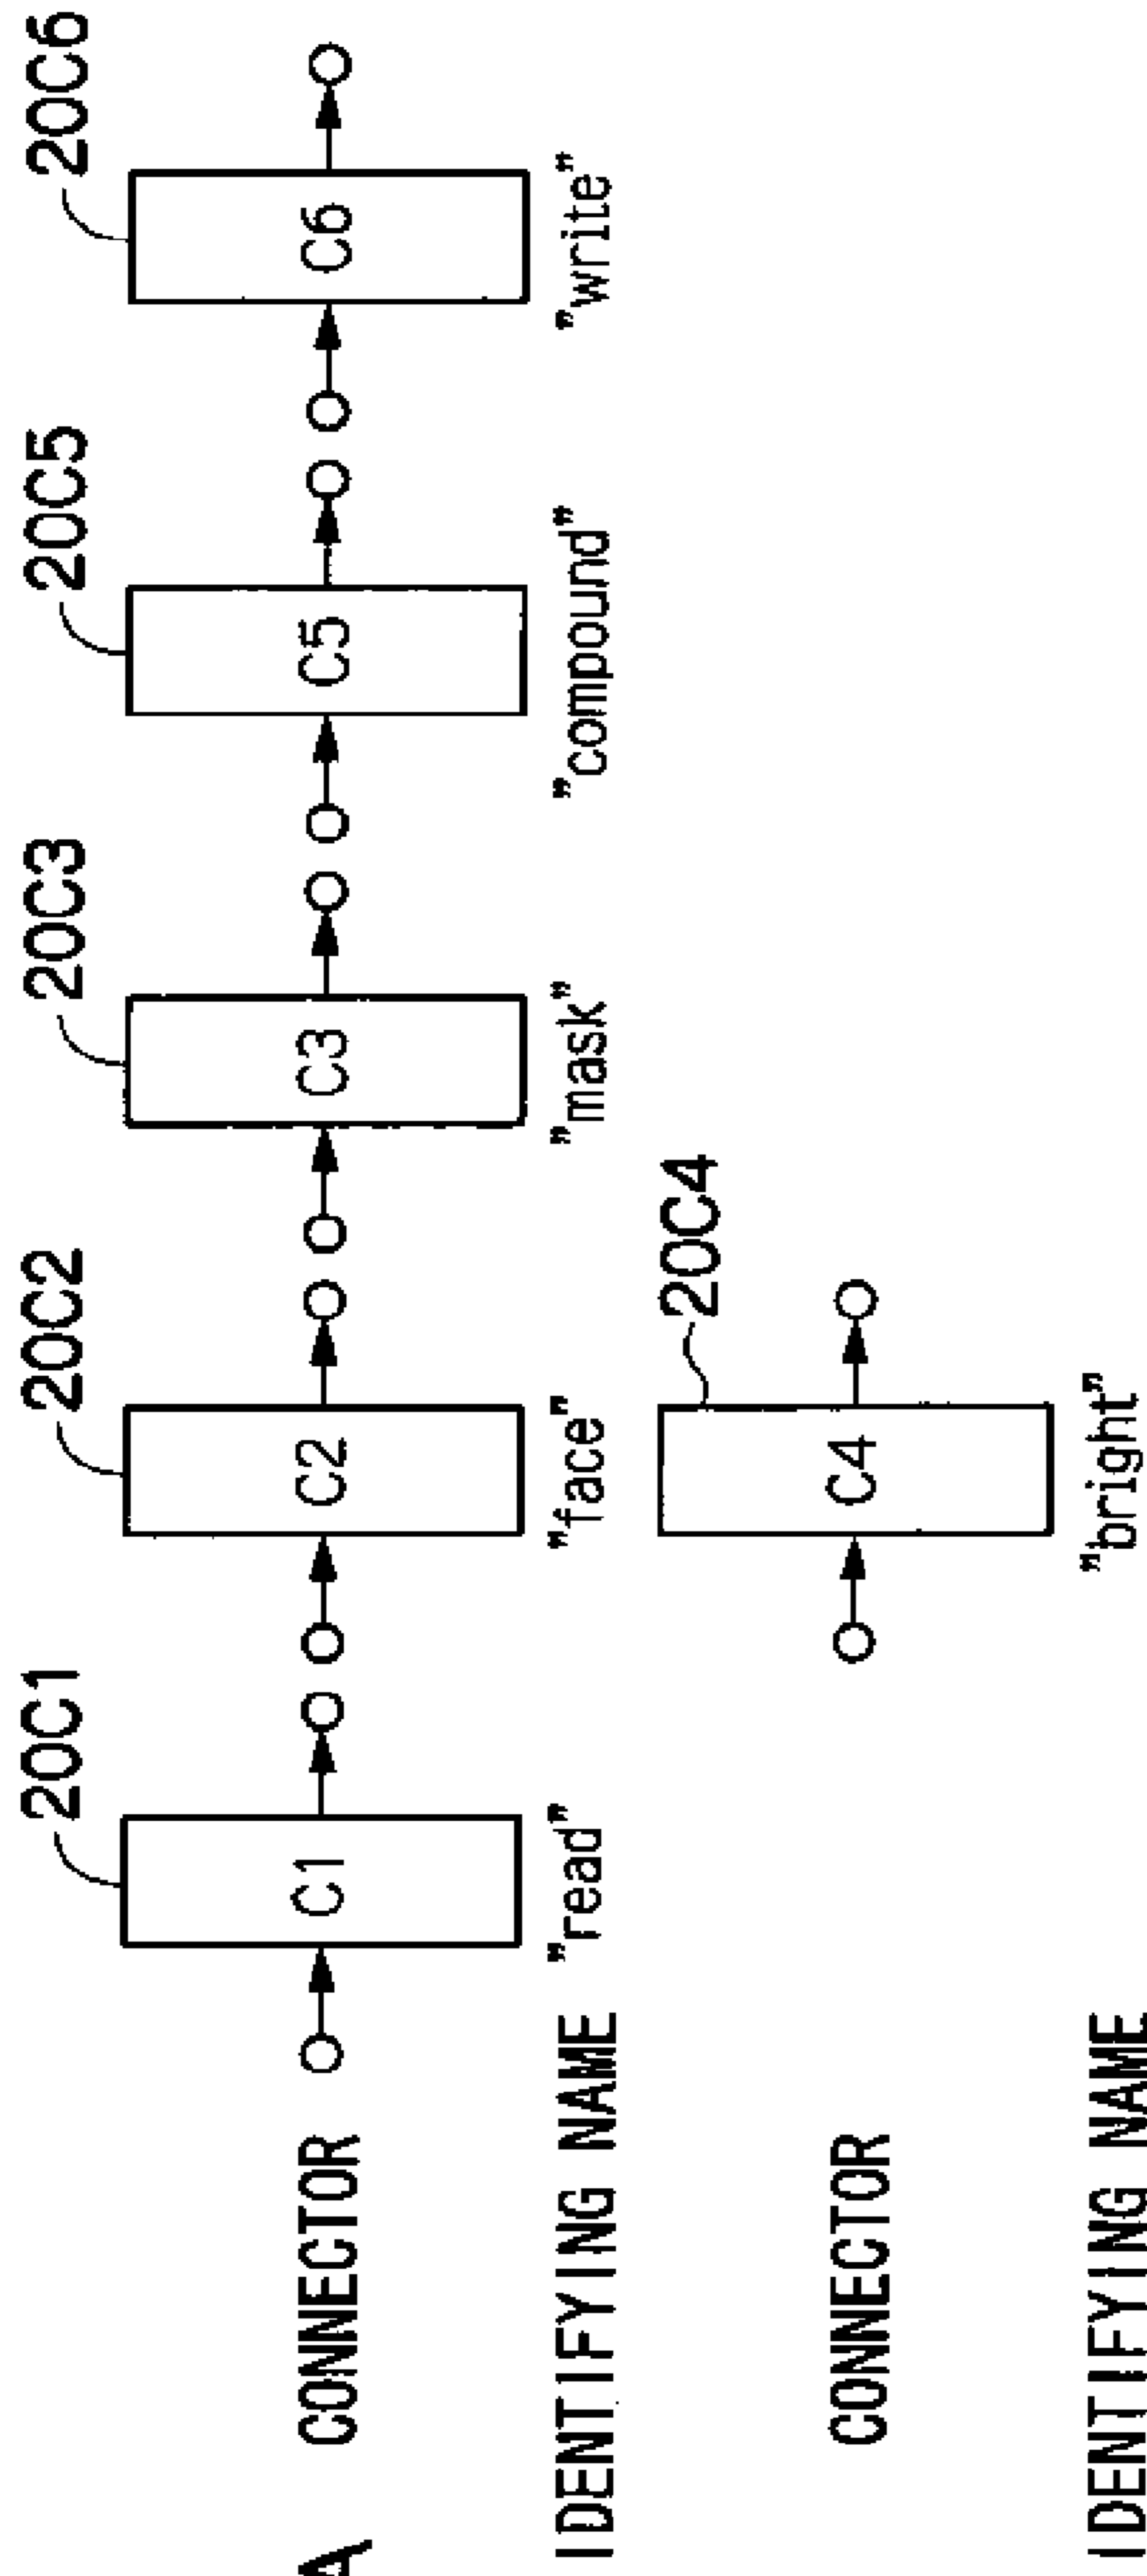 20C1 20C2 20C3 20C5 20C6
A CONNECTOR C1 C2 C3 C5 C6
IDENTIFYING NAME "read" "face" "mask" "compound" "write"
20C4
CONNECTOR C4
IDENTIFYING NAME "bright"